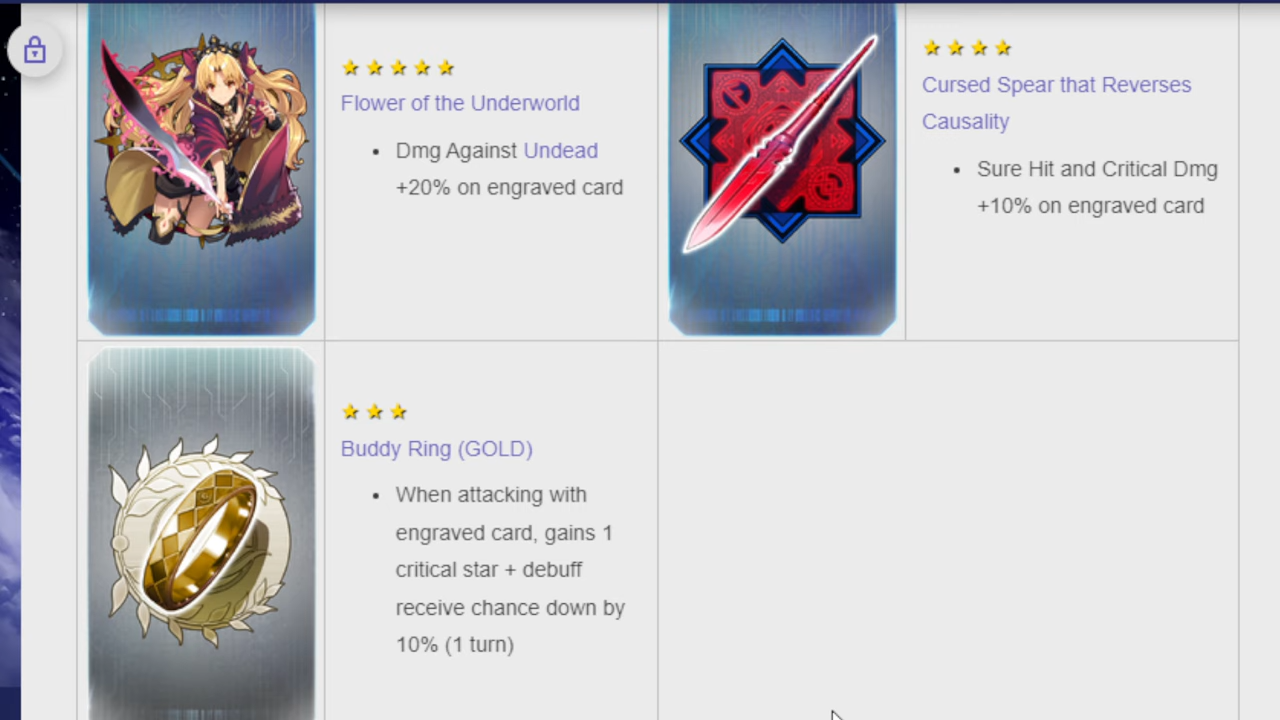 Flower of the Underworld
Dmg Against Undead
+20% on engraved card
Cursed Spear that Reverses
Causality
Sure Hit and Critical Dmg
+10% on engraved card
Buddy Ring (GOLD)
When attacking with
engraved card, gains 1
critical star + debuff
receive chance down by
10% (1 turn)